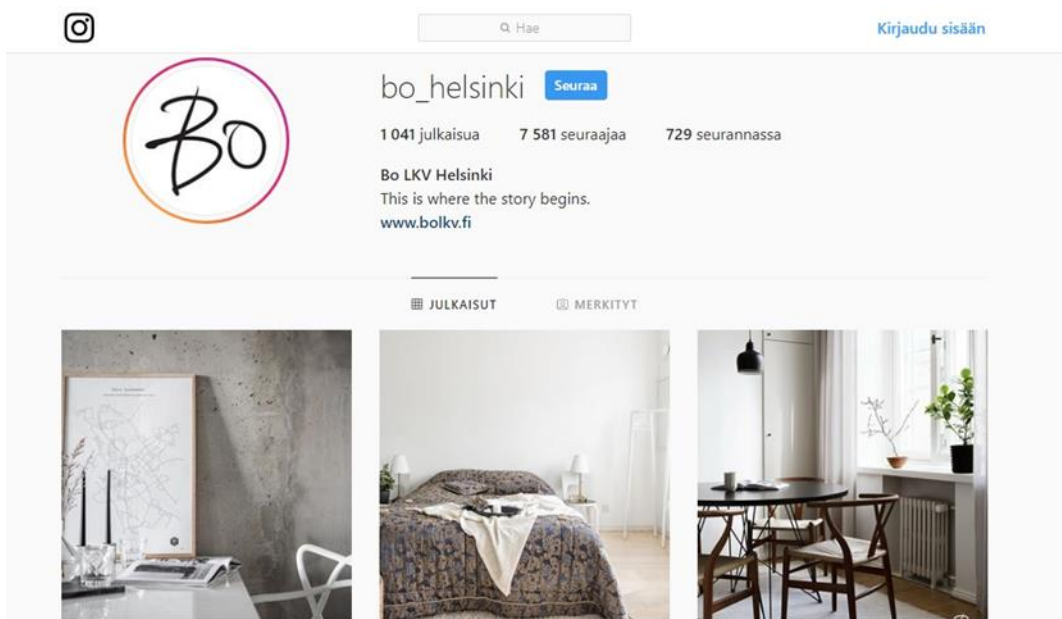 Hae
Kirjaudu sisään
Bo
bo_helsinki Seuraa
1 041 julkaisua 7 581 seuraajaa 729 seurannassa
Bo LKV Helsinki
This is where the story begins.
www.bolkv.fi
JULKAISUT MERKITYT